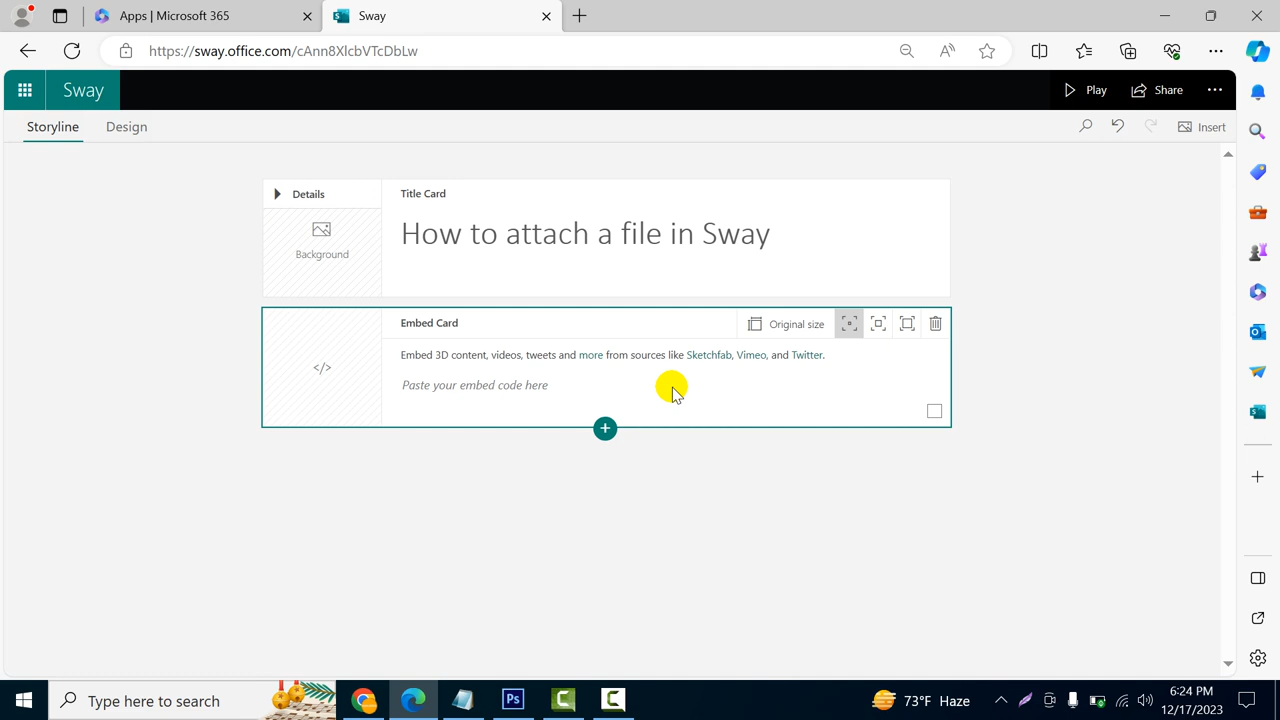 Apps | Microsoft 365
Sway
https://sway.office.com/cAnn8XlcbVTcDbLw
Sway
Play
Share
Storyline
Design
Insert
Details
Title Card
How to attach a file in Sway
Background
Embed Card
Original size
Embed 3D content, videos, tweets and more from sources like Sketchfab, Vimeo, and Twitter.
</>
Paste your embed code here
Type here to search
73°F Haze
6:24 PM
12/17/2023